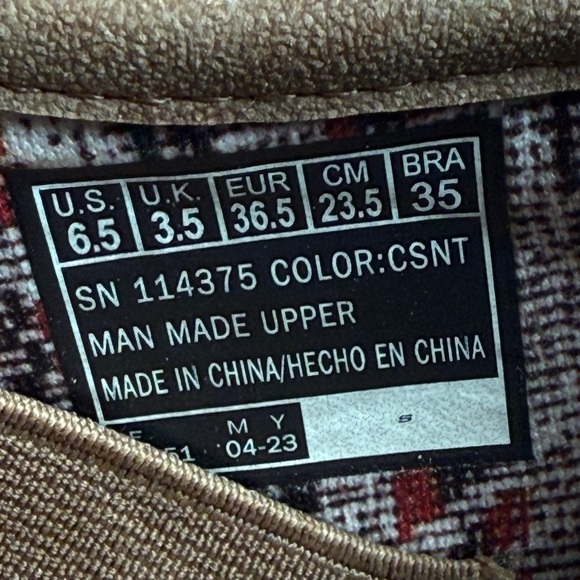 U.S. U.K. EUR CM BRA
6.5 3.5 36.5 23.5 35
SN 114375 COLOR:CSNT
MAN MADE UPPER
MADE IN CHINA/HECHO EN CHINA
M Y
04-23
S